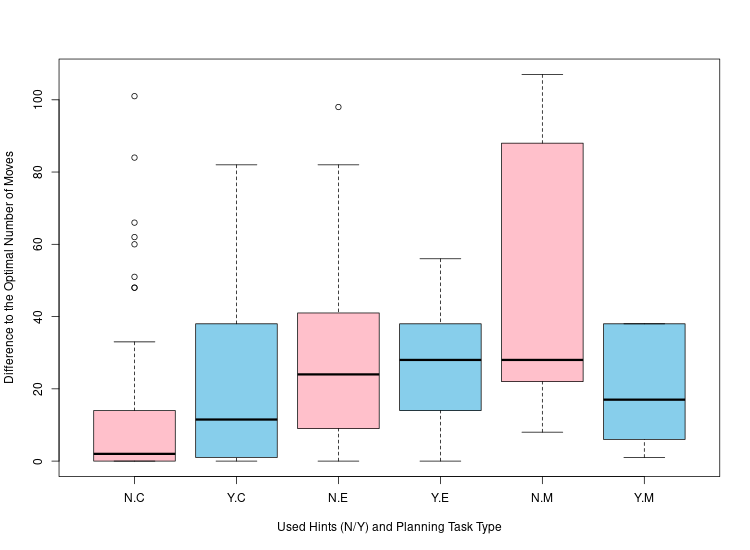 Difference to the Optimal Number of Moves
100
80
60
40
20
0
N.C Y.C N.E Y.E N.M Y.M
Used Hints (N/Y) and Planning Task Type